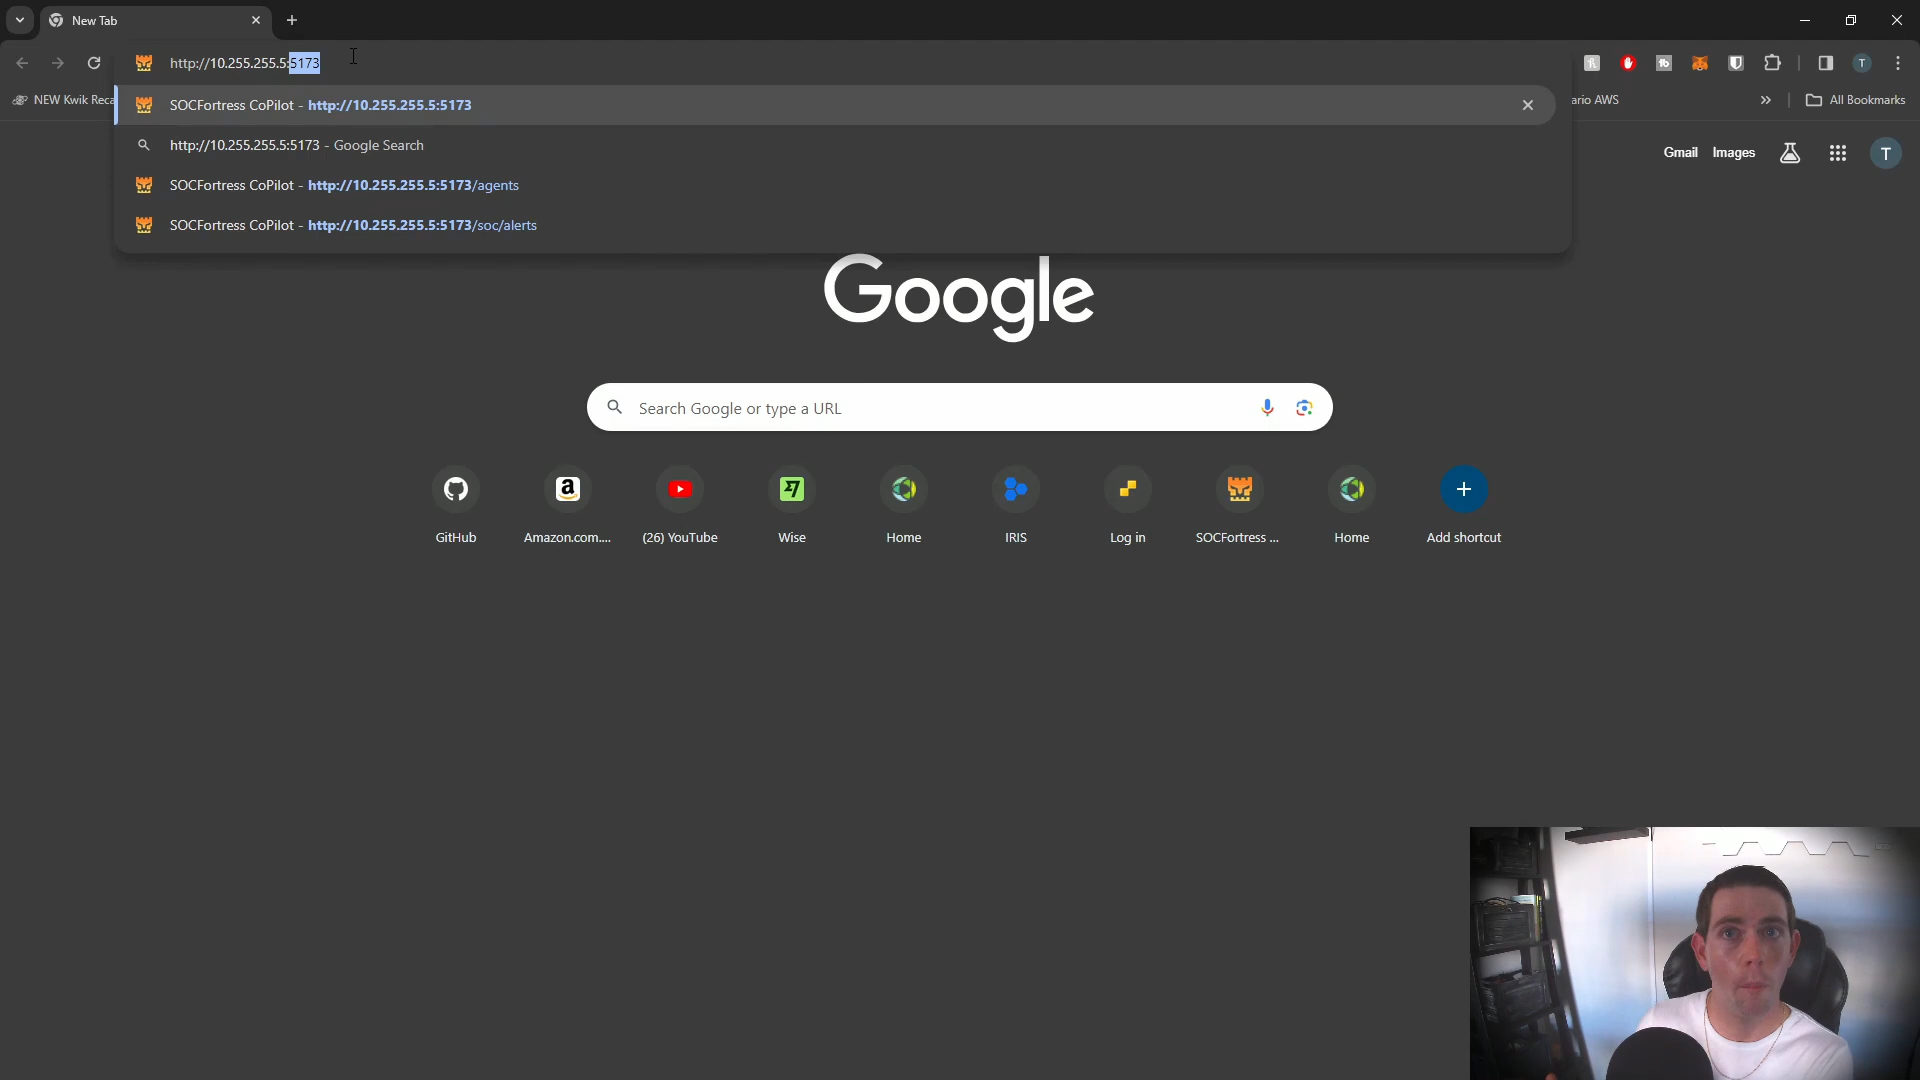 New Tab
http://10.255.255.5:5173
NEW Kwik Reca
ario AWS
All Bookmarks
SOCFortress CoPilot - http://10.255.255.5:5173
http://10.255.255.5:5173 - Google Search
SOCFortress CoPilot - http://10.255.255.5:5173/agents
SOCFortress CoPilot - http://10.255.255.5:5173/soc/alerts
Gmail Images T
Google
Search Google or type a URL
GitHub Amazon.com.... (26) YouTube Wise Home IRIS Log in SOCFortress ... Home Add shortcut